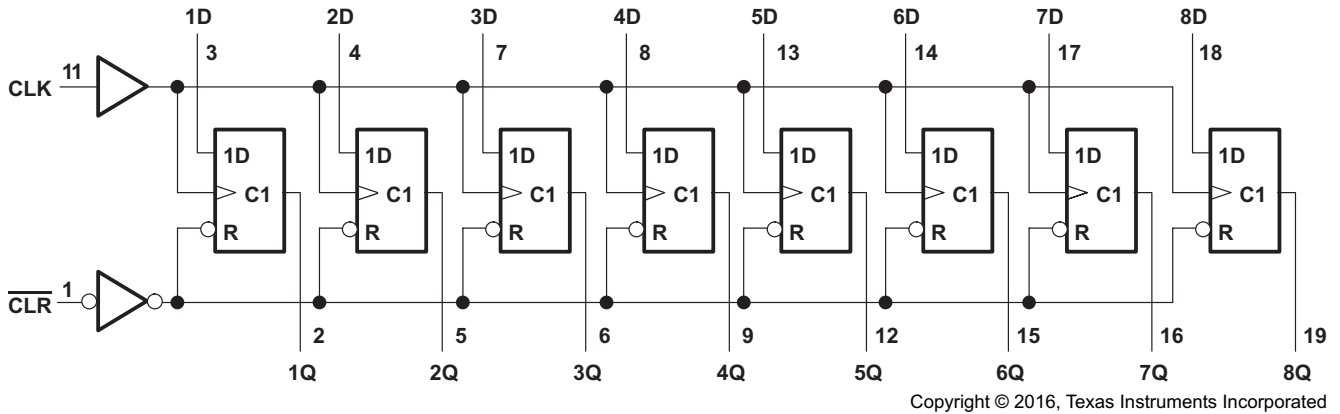 1D 2D 3D 4D 5D 6D 7D 8D
3 4 7 8 13 14 17 18
CLK 11
1D 1D 1D 1D 1D 1D 1D 1D
C1 C1 C1 C1 C1 C1 C1 C1
R R R R R R R R
CLR 1
2 5 6 9 12 15 16 19
1Q 2Q 3Q 4Q 5Q 6Q 7Q 8Q
Copyright © 2016, Texas Instruments Incorporated